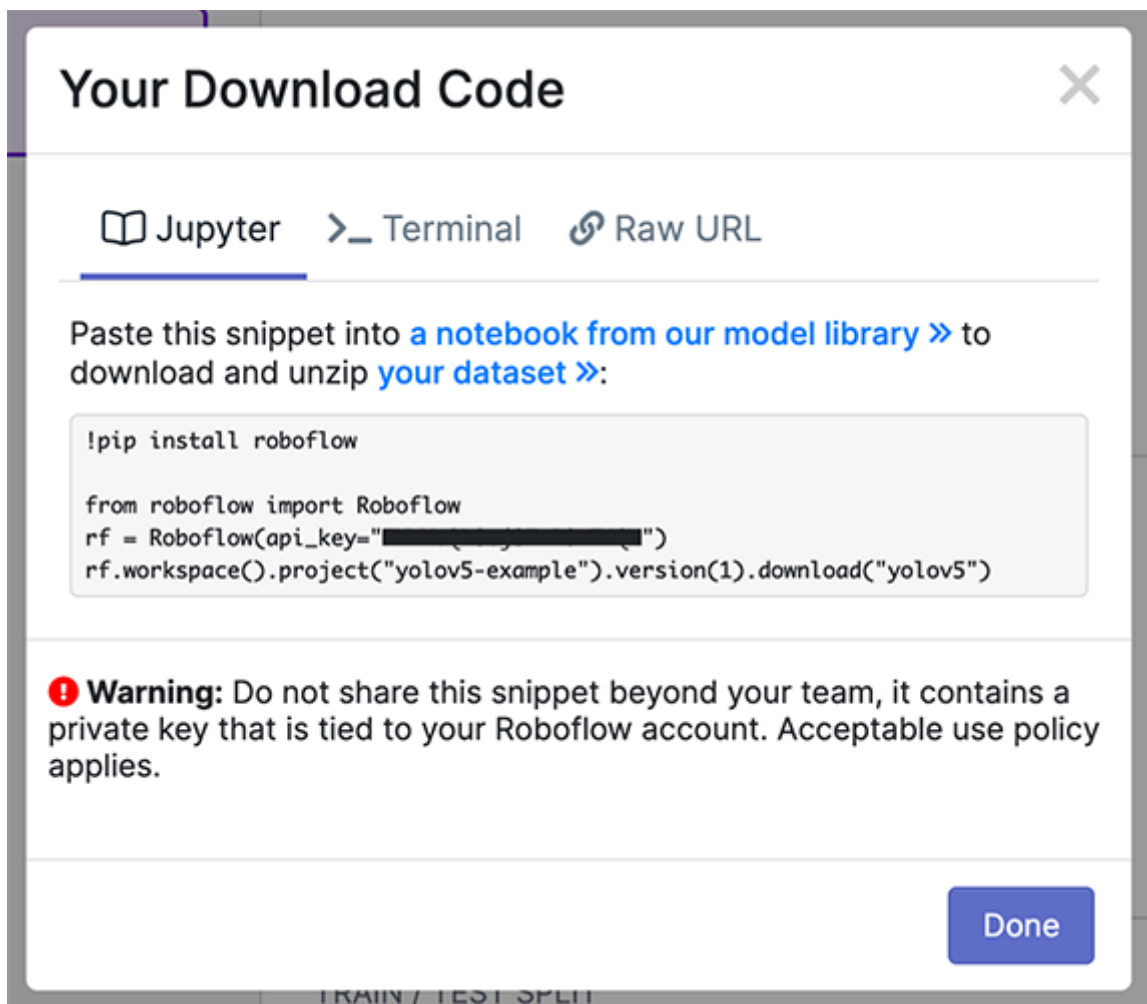 Your Download Code
Jupyter
Terminal
Raw URL
Paste this snippet into a notebook from our model library » to
download and unzip your dataset »:
!pip install roboflow
from roboflow import Roboflow
rf = Roboflow(api_key="")
rf.workspace().project("yolov5-example").version(1).download("yolov5")
Warning: Do not share this snippet beyond your team, it contains a
private key that is tied to your Roboflow account. Acceptable use policy
applies.
Done
TRAIN / TEST SPLIT